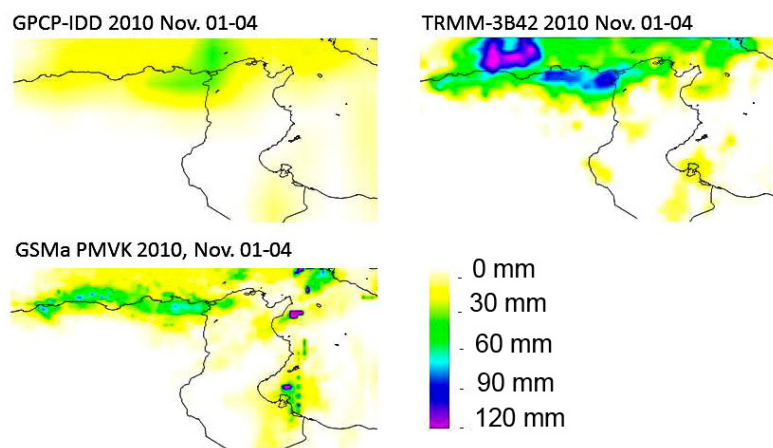 GPCP-IDD 2010 Nov. 01-04
TRMM-3B42 2010 Nov. 01-04
GSMa PMVK 2010, Nov. 01-04
0 mm
30 mm
60 mm
90 mm
120 mm